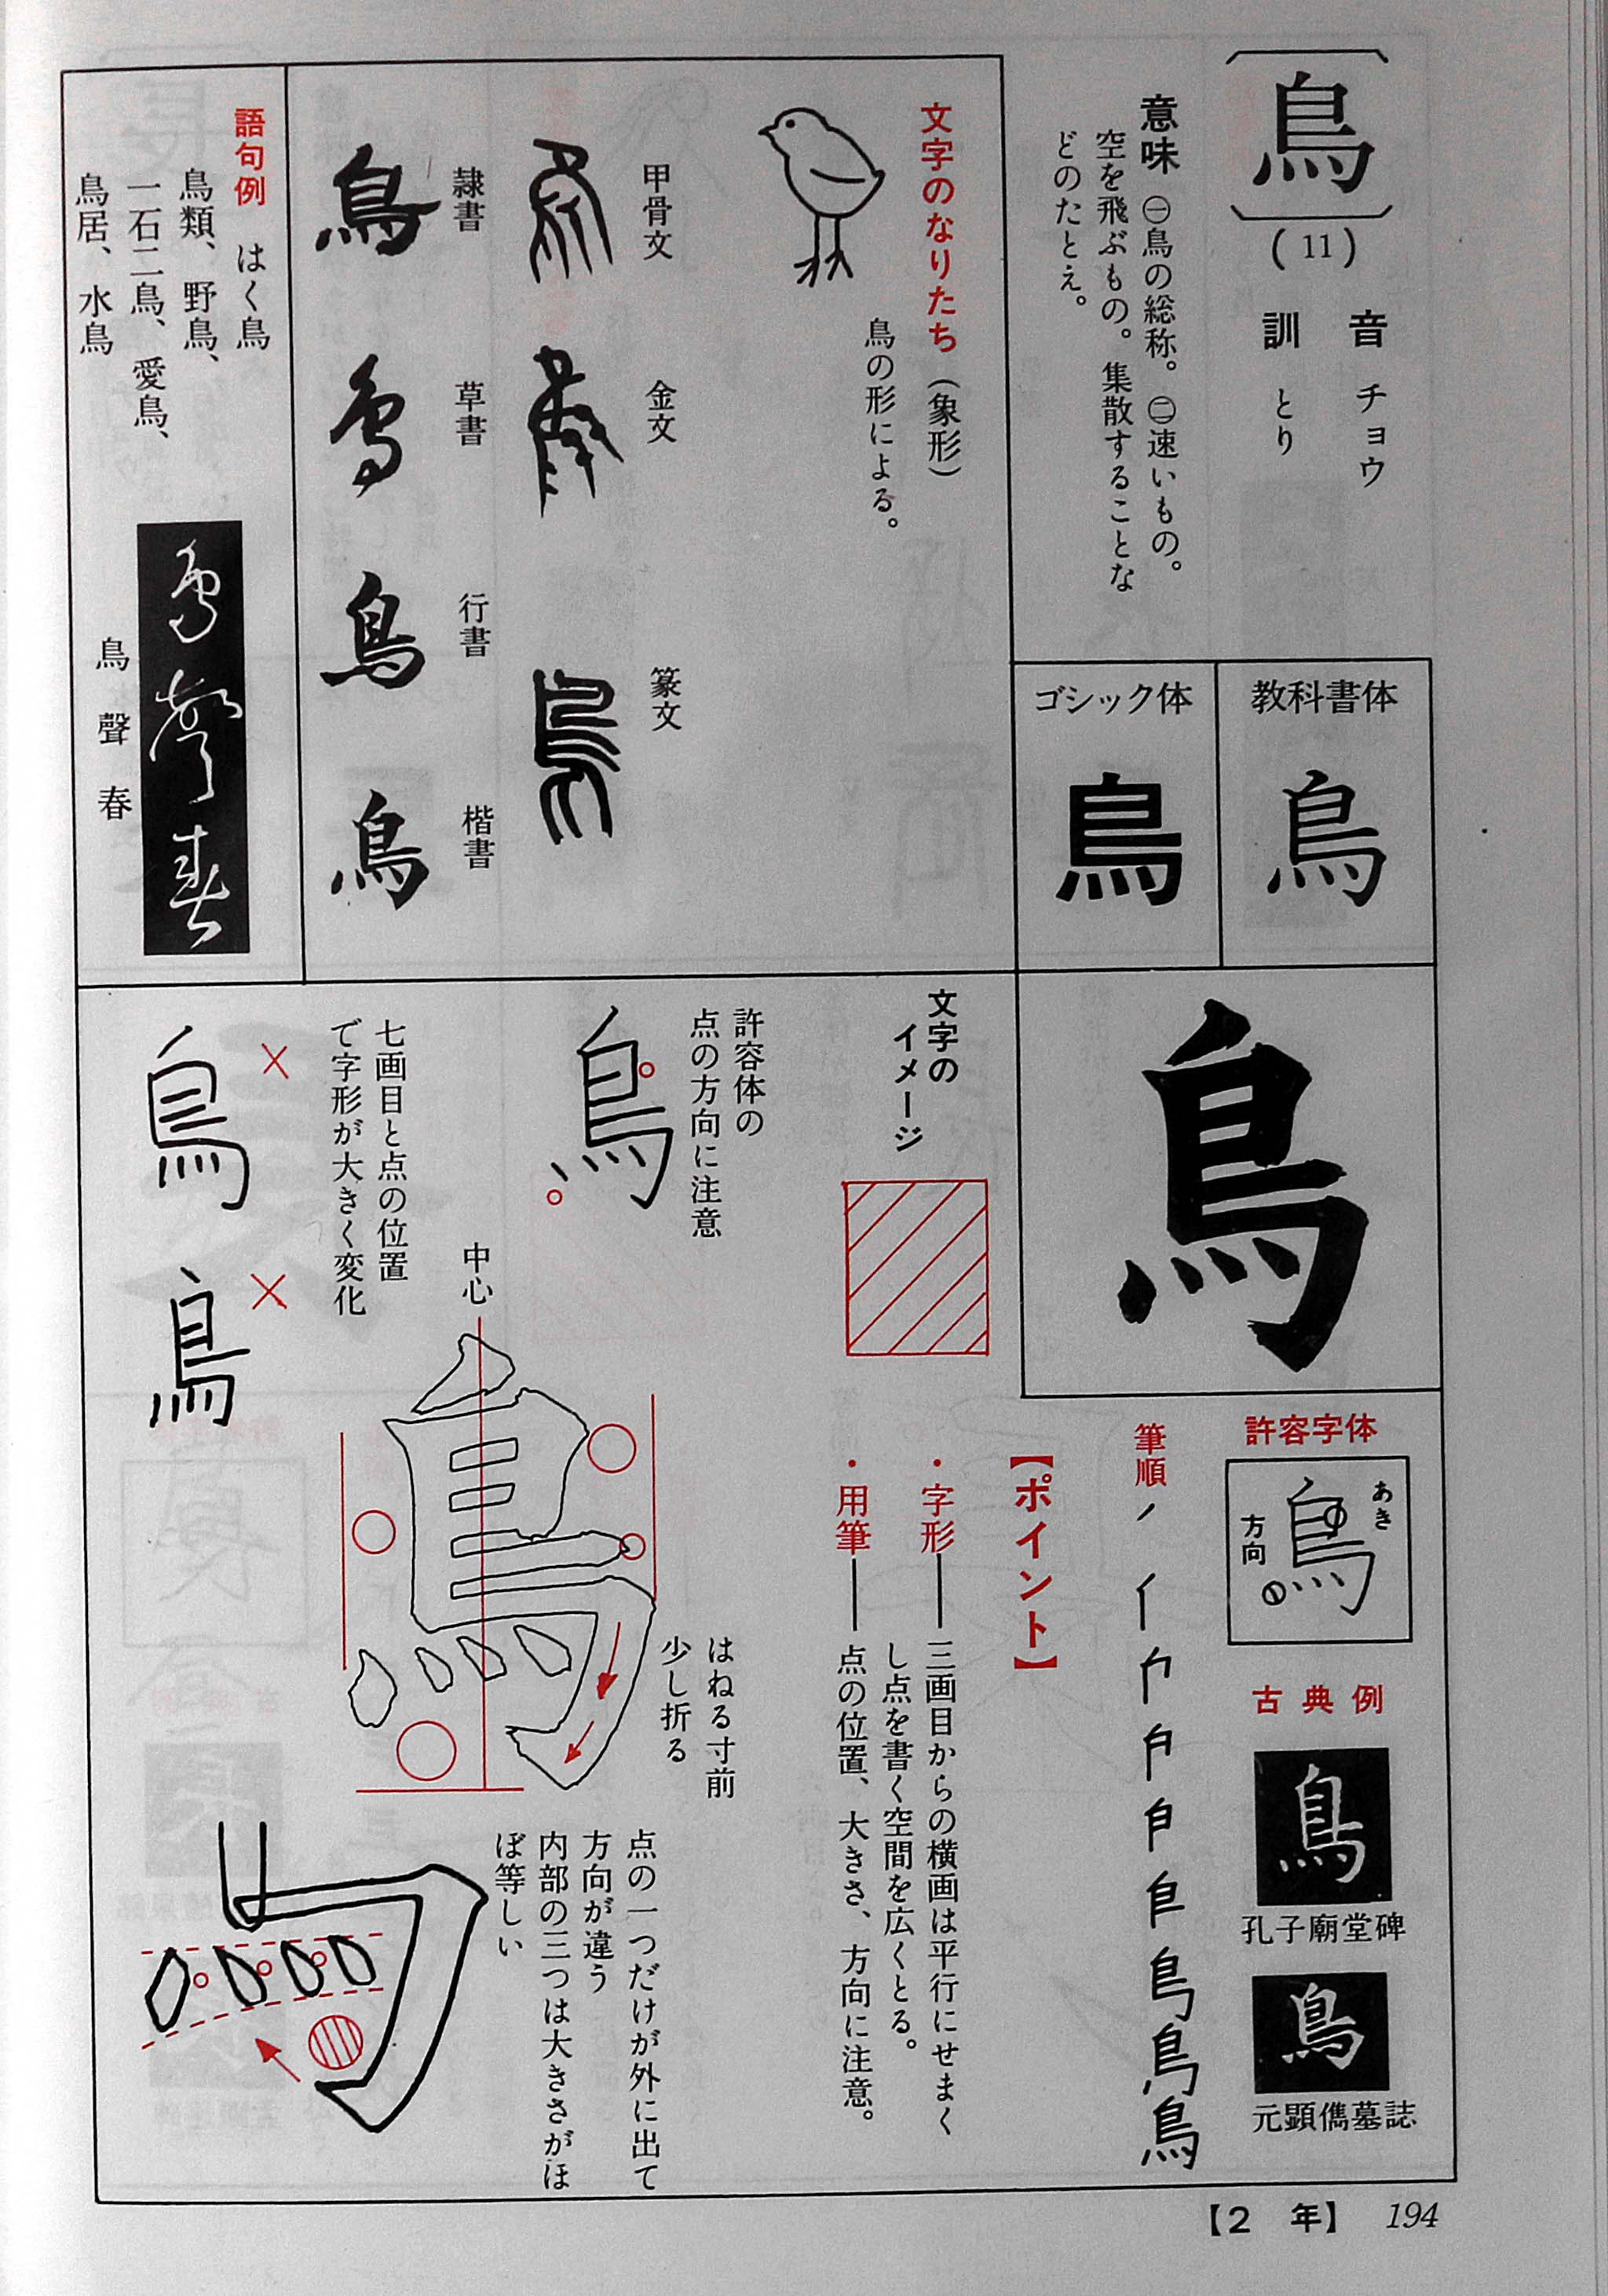 鳥
(11)
音 チョウ
訓 とり
意味 ㊀鳥の総称。㊁速いもの。
空を飛ぶもの。集散することな
どのたとえ。
教科書体
鳥
ゴシック体
鳥
文字のなりたち(象形)
鳥の形による。
甲骨文
金文
篆文
隷書
鳥
草書
鳥
行書
鳥
楷書
鳥
語句例 はく鳥
鳥類、野鳥、
一石二鳥、愛鳥、
鳥居、水鳥
鳥聲春
鳥聲春
鳥
許容字体
あき
鳥
方向
古典例
鳥
孔子廟堂碑
鳥
元顕儁墓誌
筆順
鳥
【ポイント】
・字形―三画目からの横画は平行にせまく
し点を書く空間を広くとる。
・用筆―点の位置、大きさ、方向に注意。
文字の
イメージ
許容体の
点の方向に注意
鳥
はねる寸前
少し折る
中心
鳥
点の一つだけが外に出て
方向が違う
内部の三つは大きさがほ
ぼ等しい
七画目と点の位置
で字形が大きく変化
鳥
鳥
【2 年】 194